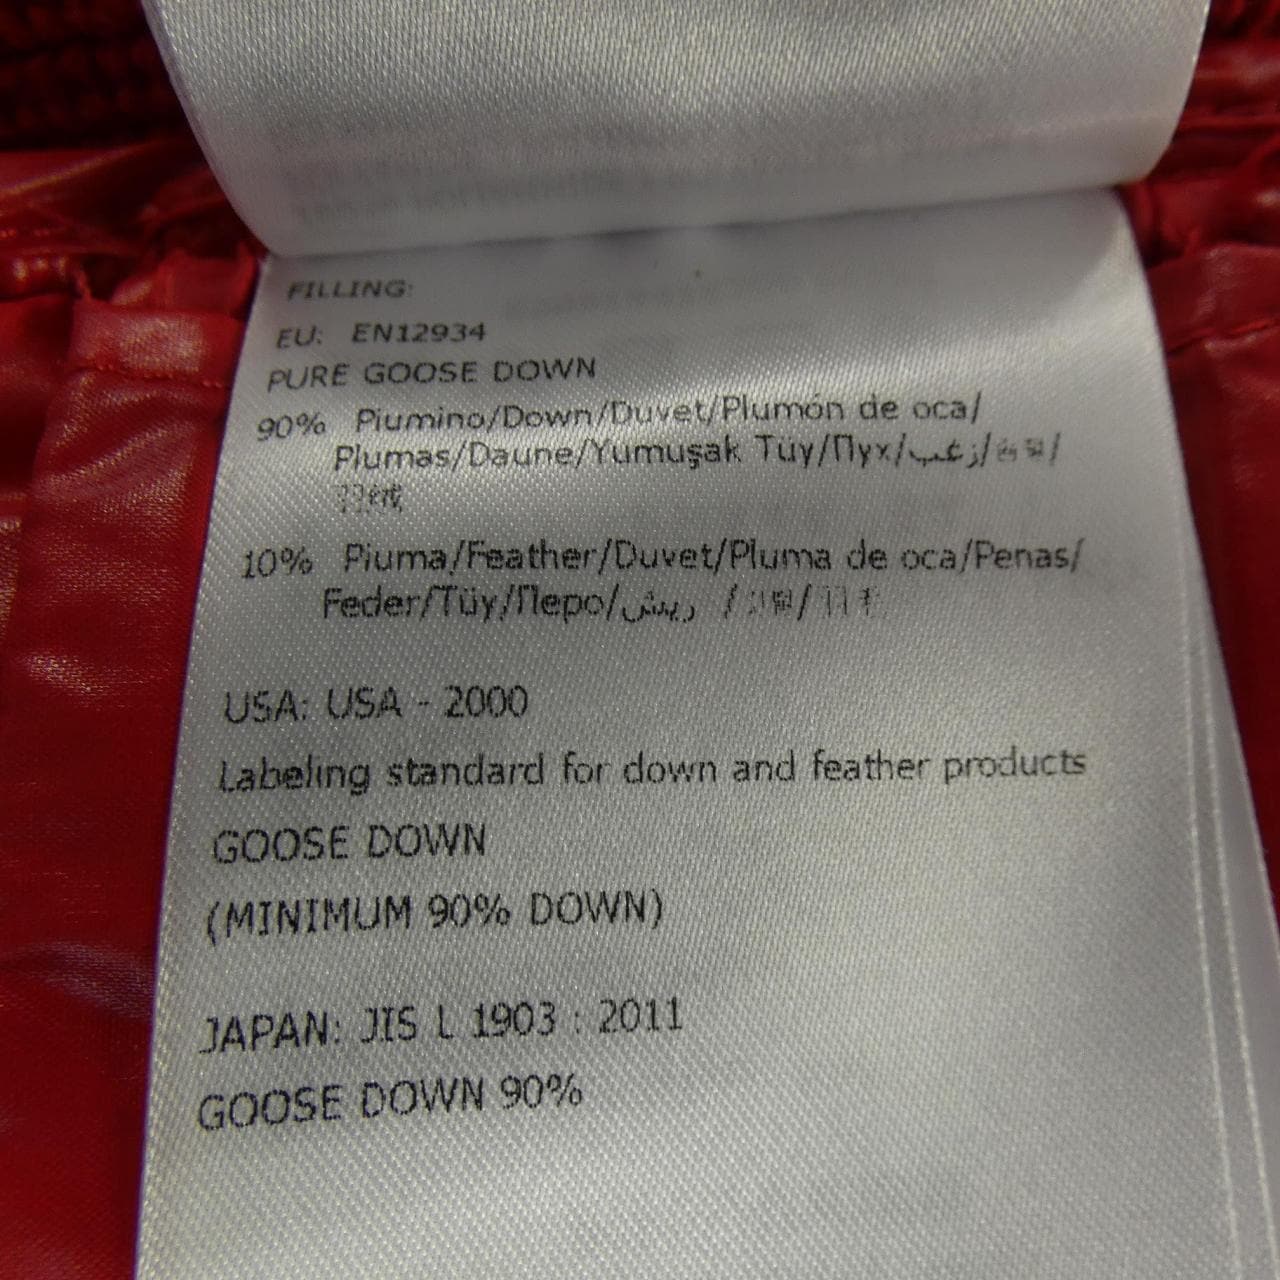 FILLING:
EU: EN12934
PURE GOOSE DOWN
90% Piumino/Down/Duvet/Plumón de oca/
Plumas/Daune/Yumuşak Tüy/Пух/زغب/
10% Piuma/Feather/Duvet/Pluma de oca/Penas/
Feder/Tüy/Перо/ريش /
USA: USA - 2000
Labeling standard for down and feather products
GOOSE DOWN
(MINIMUM 90% DOWN)
JAPAN: JIS L 1903 : 2011
GOOSE DOWN 90%